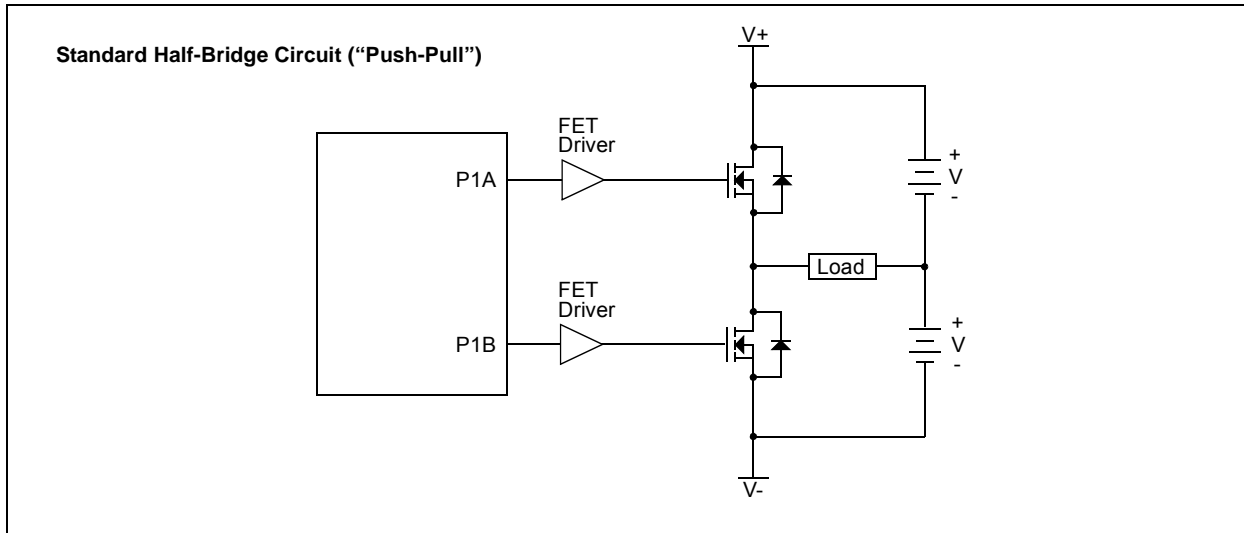 Standard Half-Bridge Circuit (“Push-Pull”)
V+
FET
Driver
P1A
+
V
-
Load
FET
Driver
P1B
+
V
-
V-